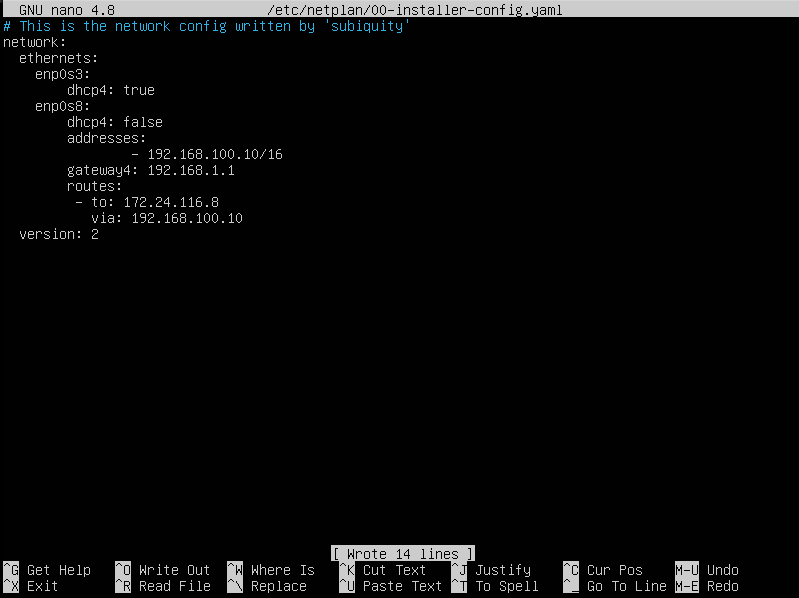 GNU nano 4.8 /etc/netplan/00-installer-config.yaml
# This is the network config written by 'subiquity'
network:
  ethernets:
    enp0s3:
        dhcp4: true
    enp0s8:
        dhcp4: false
        addresses:
                - 192.168.100.10/16
        gateway4: 192.168.1.1
        routes:
         - to: 172.24.116.8
           via: 192.168.100.10
  version: 2
[ Wrote 14 lines ]
^G Get Help ^O Write Out ^W Where Is ^K Cut Text ^J Justify ^C Cur Pos M-U Undo
^X Exit ^R Read File ^\ Replace ^U Paste Text ^T To Spell ^_ Go To Line M-E Redo